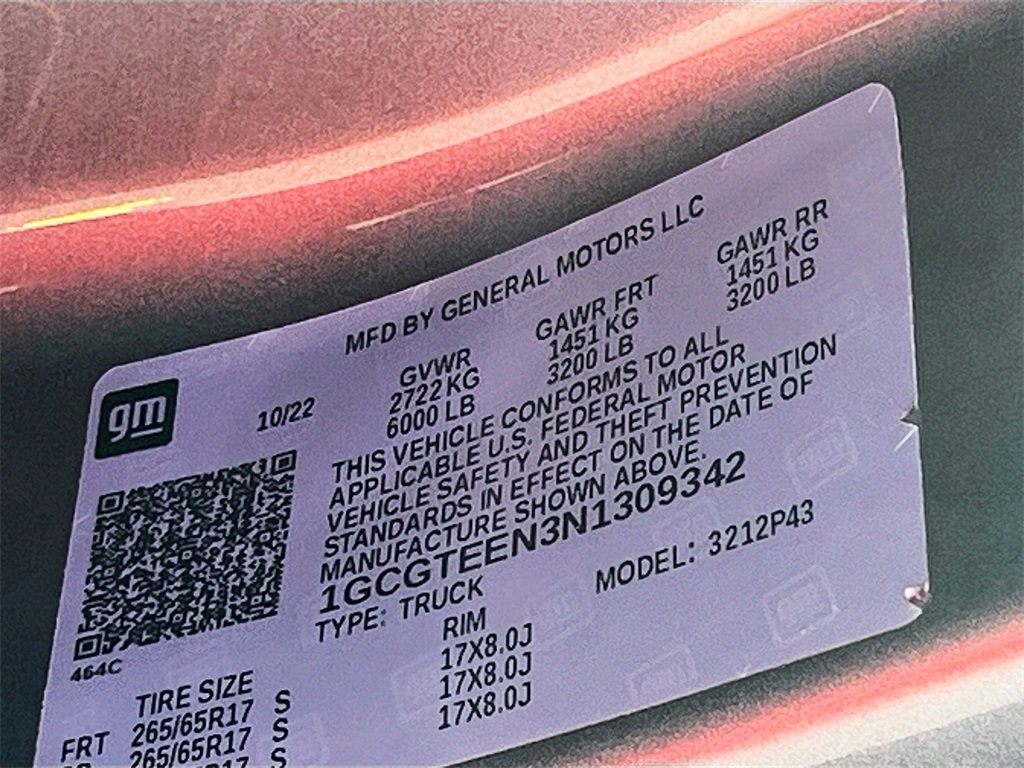 MFD BY GENERAL MOTORS LLC
gm
10/22
GVWR GAWR FRT GAWR RR
2722 KG 1451 KG 1451 KG
6000 LB 3200 LB 3200 LB
THIS VEHICLE CONFORMS TO ALL
APPLICABLE U.S. FEDERAL MOTOR
VEHICLE SAFETY AND THEFT PREVENTION
STANDARDS IN EFFECT ON THE DATE OF
MANUFACTURE SHOWN ABOVE.
1GCGTEEN3N1309342
TYPE: TRUCK MODEL: 3212P43
464C
TIRE SIZE RIM
FRT 265/65R17 S 17X8.0J
265/65R17 S 17X8.0J
265/65R17 S 17X8.0J